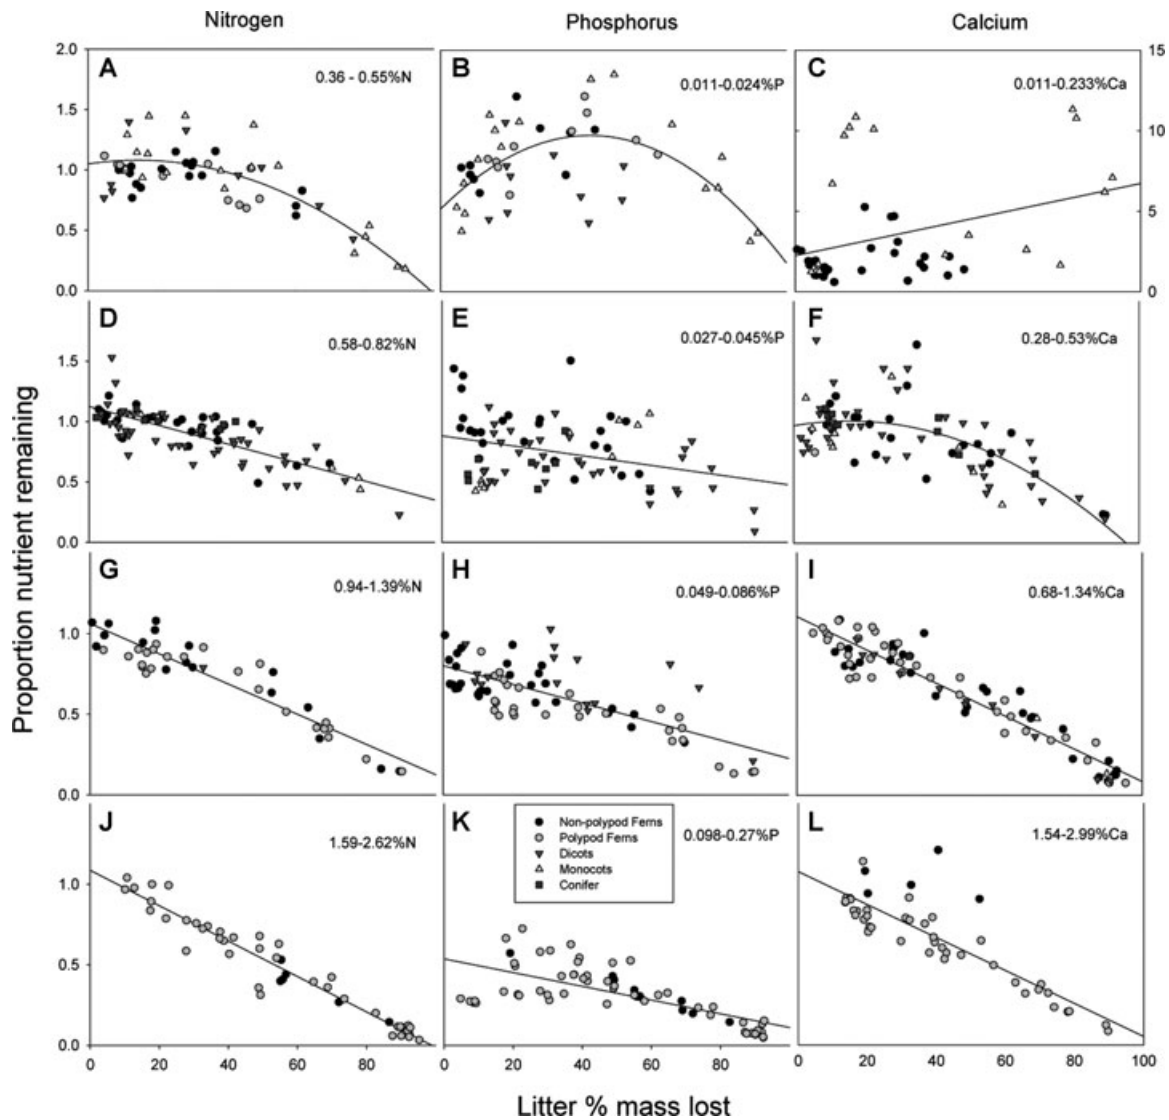 Nitrogen
Phosphorus
Calcium
2.0
A
0.36 - 0.55%N
B
0.011-0.024%P
C
0.011-0.233%Ca
15
1.5
1.0
0.5
0.0
10
5
0
D
0.58-0.82%N
E
0.027-0.045%P
F
0.28-0.53%Ca
1.5
1.0
0.5
0.0
G
0.94-1.39%N
H
0.049-0.086%P
I
0.68-1.34%Ca
1.0
0.5
0.0
J
1.59-2.62%N
K
0.098-0.27%P
L
1.54-2.99%Ca
Non-polypod Ferns
Polypod Ferns
Dicots
Monocots
Conifer
1.0
0.5
0.0
0 20 40 60 80 0 20 40 60 80 0 20 40 60 80 100
Proportion nutrient remaining
Litter % mass lost